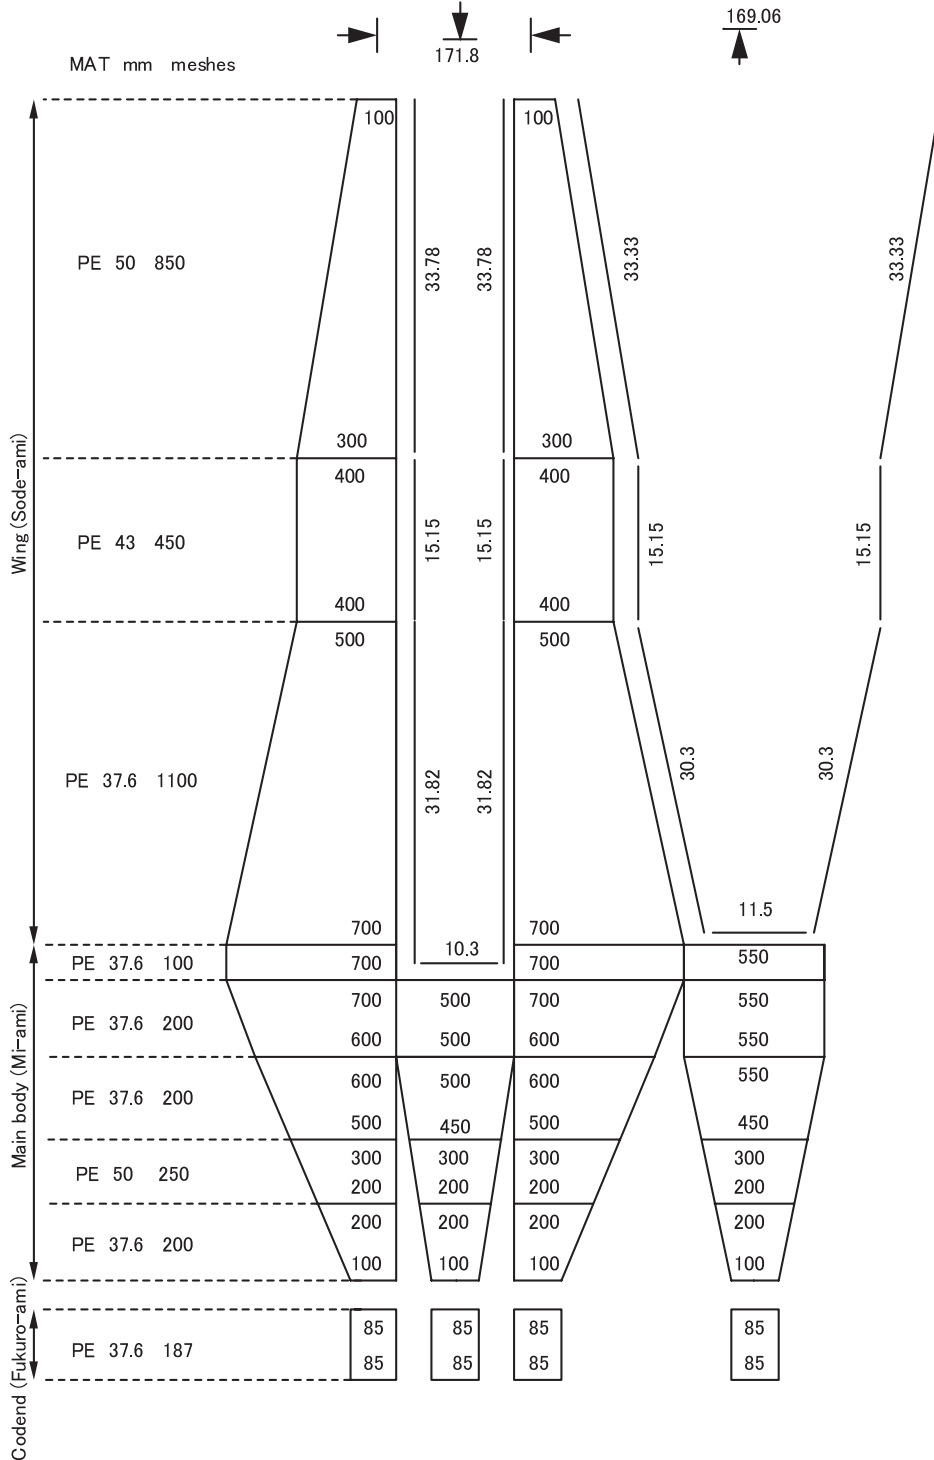 169.06
171.8
MAT mm meshes
100 100
PE 50 850
33.78 33.78 33.33 33.33
300 300
400 400
PE 43 450
15.15 15.15 15.15 15.15
400 400
500 500
PE 37.6 1100
31.82 31.82 30.3 30.3
11.5
700 700
10.3
PE 37.6 100
700 700 550
700 500 700 550
PE 37.6 200
600 500 600 550
600 500 600 550
PE 37.6 200
500 450 500 450
300 300 300 300
PE 50 250
200 200 200 200
200 200 200 200
PE 37.6 200
100 100 100 100
85 85 85 85
PE 37.6 187
85 85 85 85
Wing (Sode-ami)
Main body (Mi-ami)
Codend (Fukuro-ami)